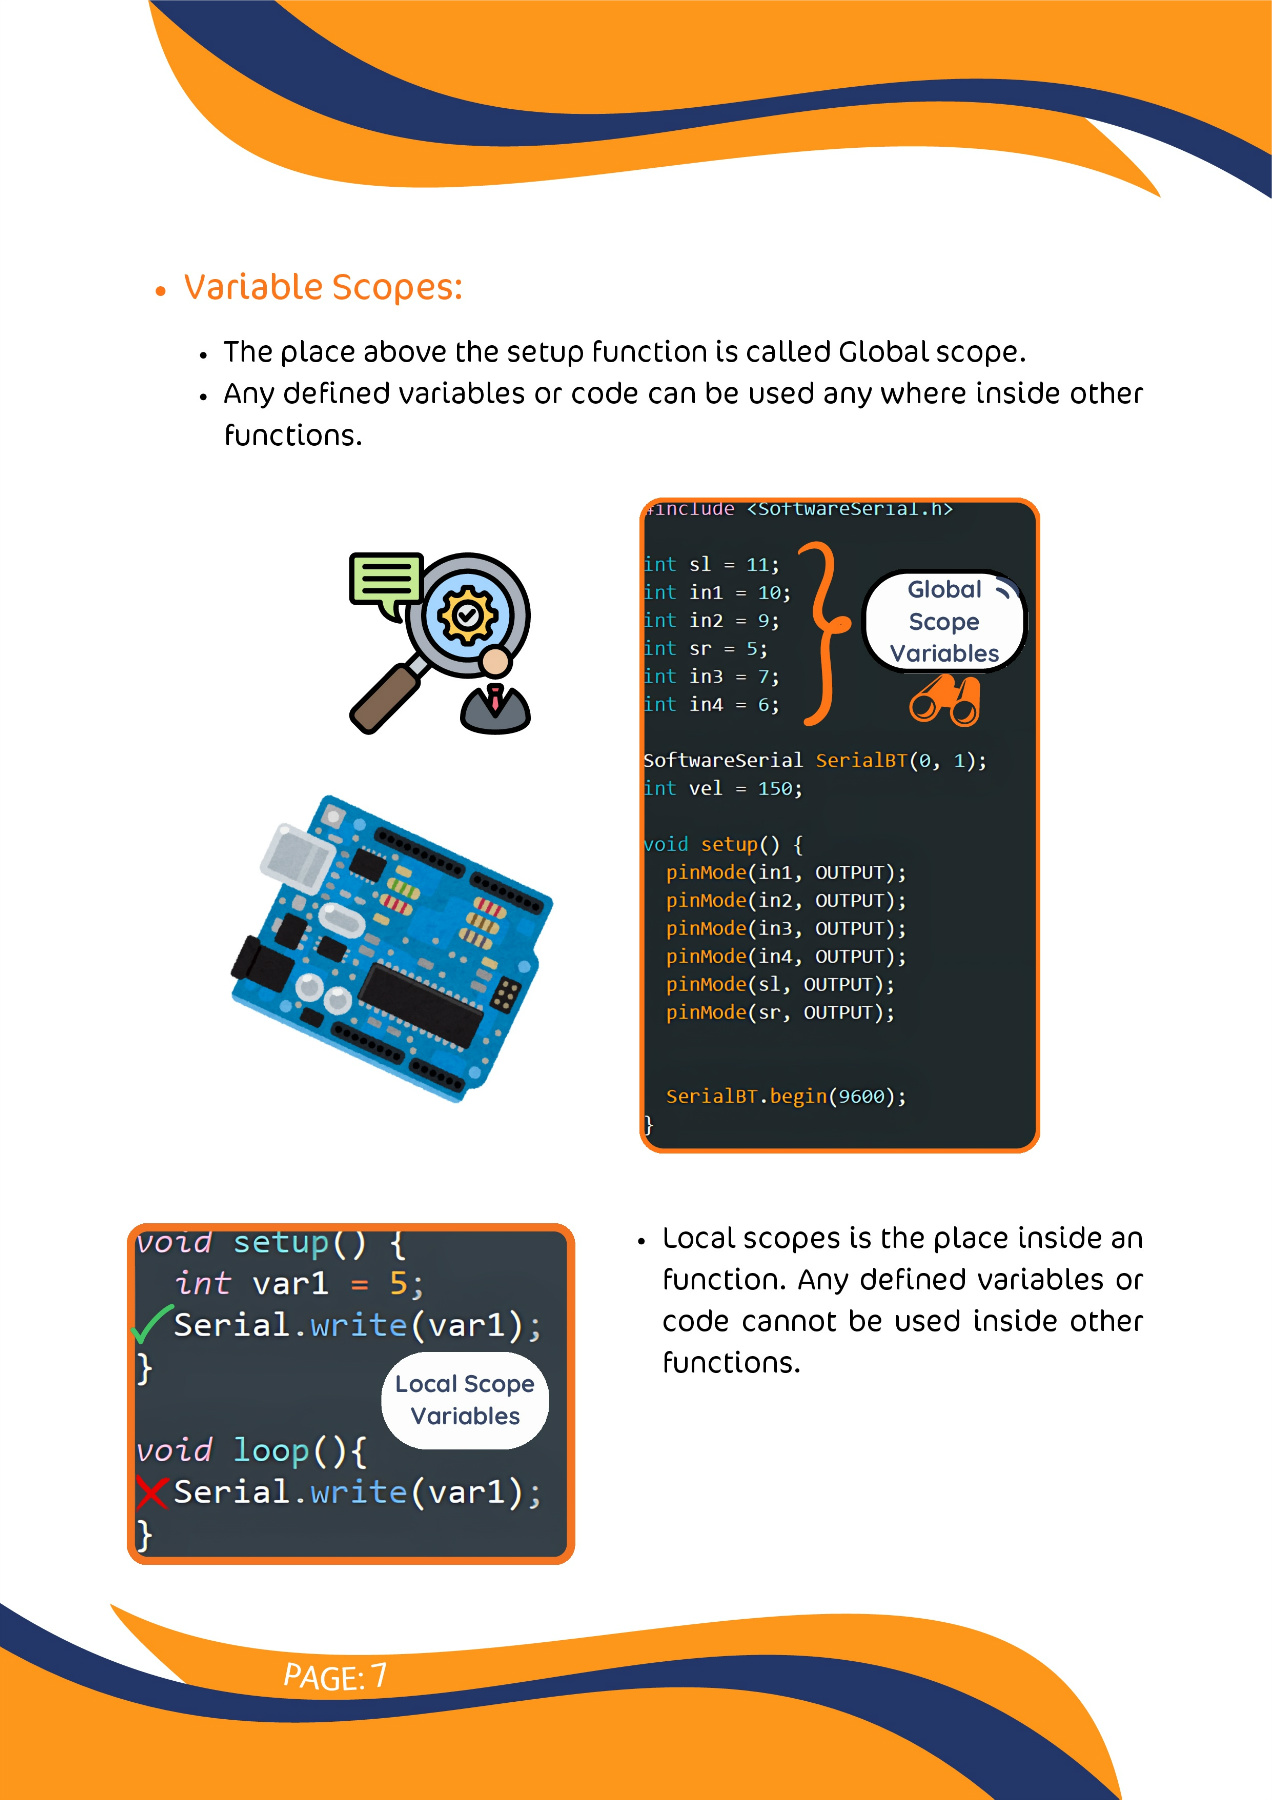 Variable Scopes:
The place above the setup function is called Global scope.
Any defined variables or code can be used any where inside other
functions.
#include <SoftwareSerial.h>
int sl = 11;
int in1 = 10;
int in2 = 9;
int sr = 5;
int in3 = 7;
int in4 = 6;
Global
Scope
Variables
SoftwareSerial SerialBT(0, 1);
int vel = 150;
void setup() {
pinMode(in1, OUTPUT);
pinMode(in2, OUTPUT);
pinMode(in3, OUTPUT);
pinMode(in4, OUTPUT);
pinMode(sl, OUTPUT);
pinMode(sr, OUTPUT);
SerialBT.begin(9600);
}
void setup() {
int var1 = 5;
Serial.write(var1);
}
Local Scope
Variables
void loop(){
Serial.write(var1);
}
Local scopes is the place inside an
function. Any defined variables or
code cannot be used inside other
functions.
PAGE: 7